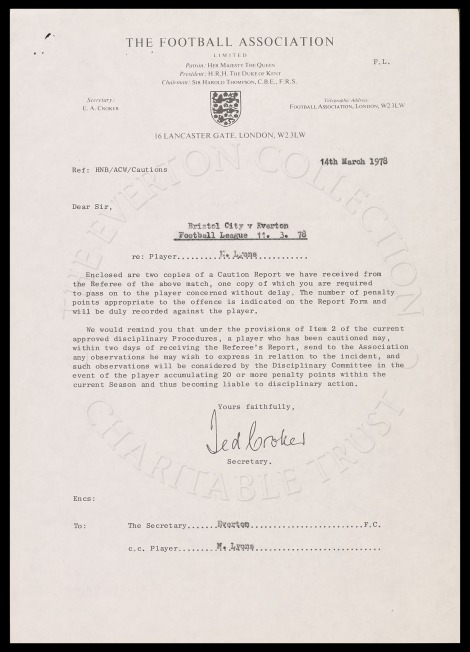 THE FOOTBALL ASSOCIATION
LIMITED
Patron: HER MAJESTY THE QUEEN
President: H.R.H. THE DUKE OF KENT
Chairman: SIR HAROLD THOMPSON, C.B.E., F.R.S.
F.L.
Secretary:
E. A. CROKER
Telegraphic Address:
FOOTBALL ASSOCIATION, LONDON, W2 3LW
16 LANCASTER GATE, LONDON, W2 3LW
14th March 1978
Ref: HNB/ACW/Cautions
Dear Sir,
Bristol City v Everton
Football League 11. 3. 78
re: Player..........M. Lyons............
Enclosed are two copies of a Caution Report we have received from
the Referee of the above match, one copy of which you are required
to pass on to the player concerned without delay. The number of penalty
points appropriate to the offence is indicated on the Report Form and
will be duly recorded against the player.
We would remind you that under the provisions of Item 2 of the current
approved disciplinary Procedures, a player who has been cautioned may,
within two days of receiving the Referee's Report, send to the Association
any observations he may wish to express in relation to the incident, and
such observations will be considered by the Disciplinary Committee in the
event of the player accumulating 20 or more penalty points within the
current Season and thus becoming liable to disciplinary action.
Yours faithfully,
Ted Croker
Secretary.
Encs:
To: The Secretary......Everton.......................F.C.
c.c. Player........M. Lyons..........................
THE EVERTON COLLECTION
CHARITABLE TRUST